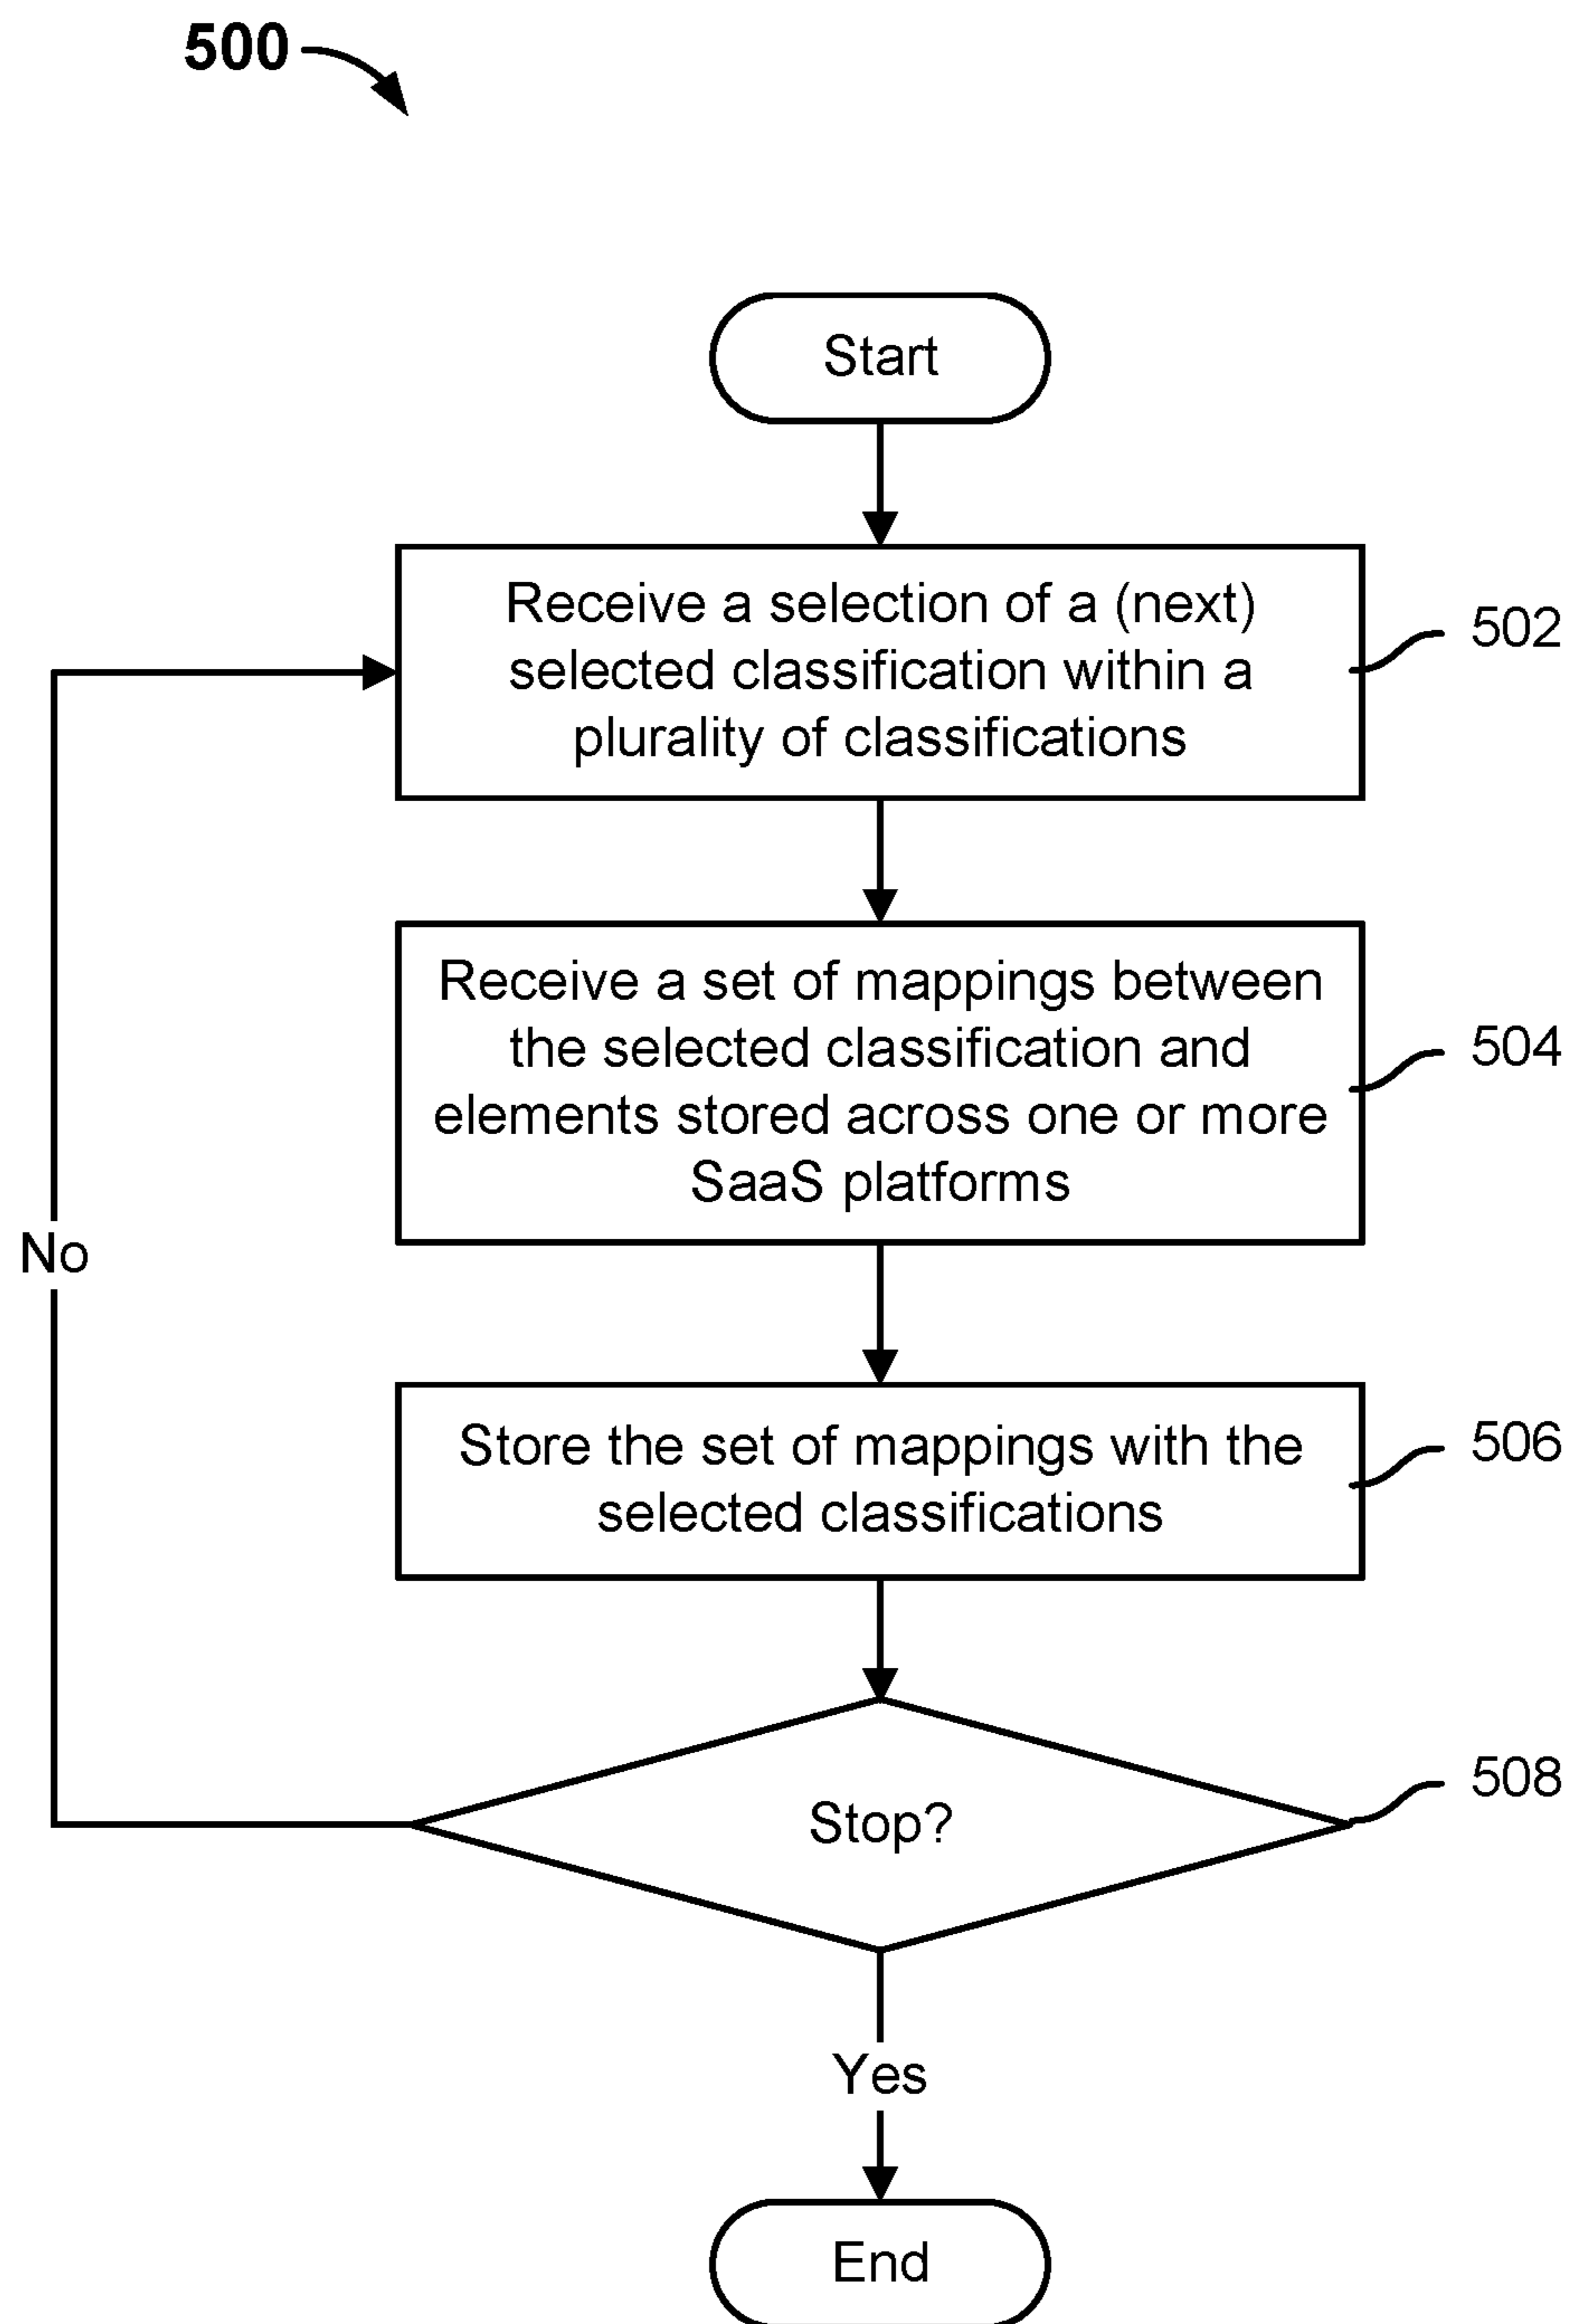 500
Start
Receive a selection of a (next)
selected classification within a
plurality of classifications
502
Receive a set of mappings between
the selected classification and
elements stored across one or more
SaaS platforms
504
No
Store the set of mappings with the
selected classifications
506
Stop?
508
Yes
End